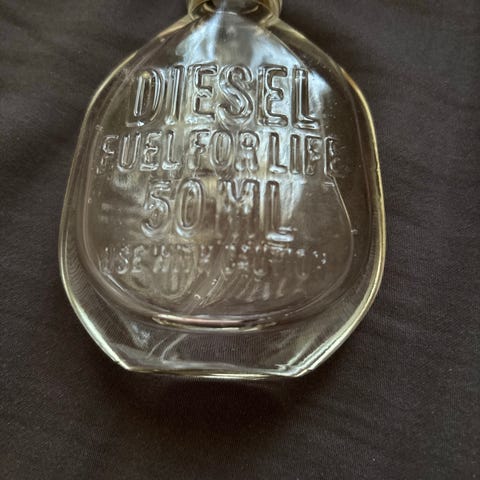 DIESEL
FUEL FOR LIFE
50 ML
USE WITH CAUTION